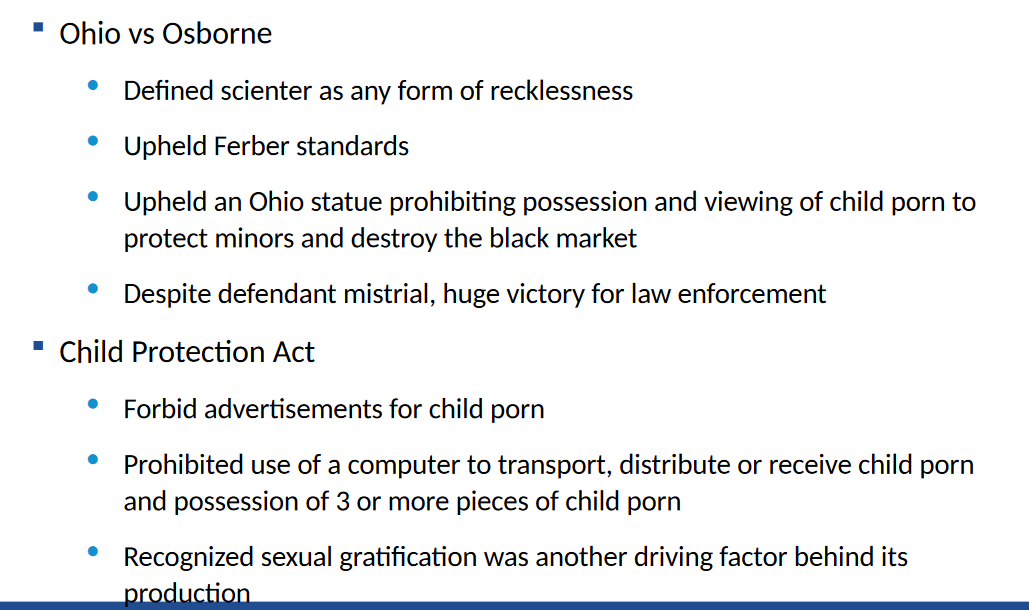 Ohio vs Osborne
Defined scienter as any form of recklessness
Upheld Ferber standards
Upheld an Ohio statue prohibiting possession and viewing of child porn to
protect minors and destroy the black market
Despite defendant mistrial, huge victory for law enforcement
Child Protection Act
Forbid advertisements for child porn
Prohibited use of a computer to transport, distribute or receive child porn
and possession of 3 or more pieces of child porn
Recognized sexual gratification was another driving factor behind its
production